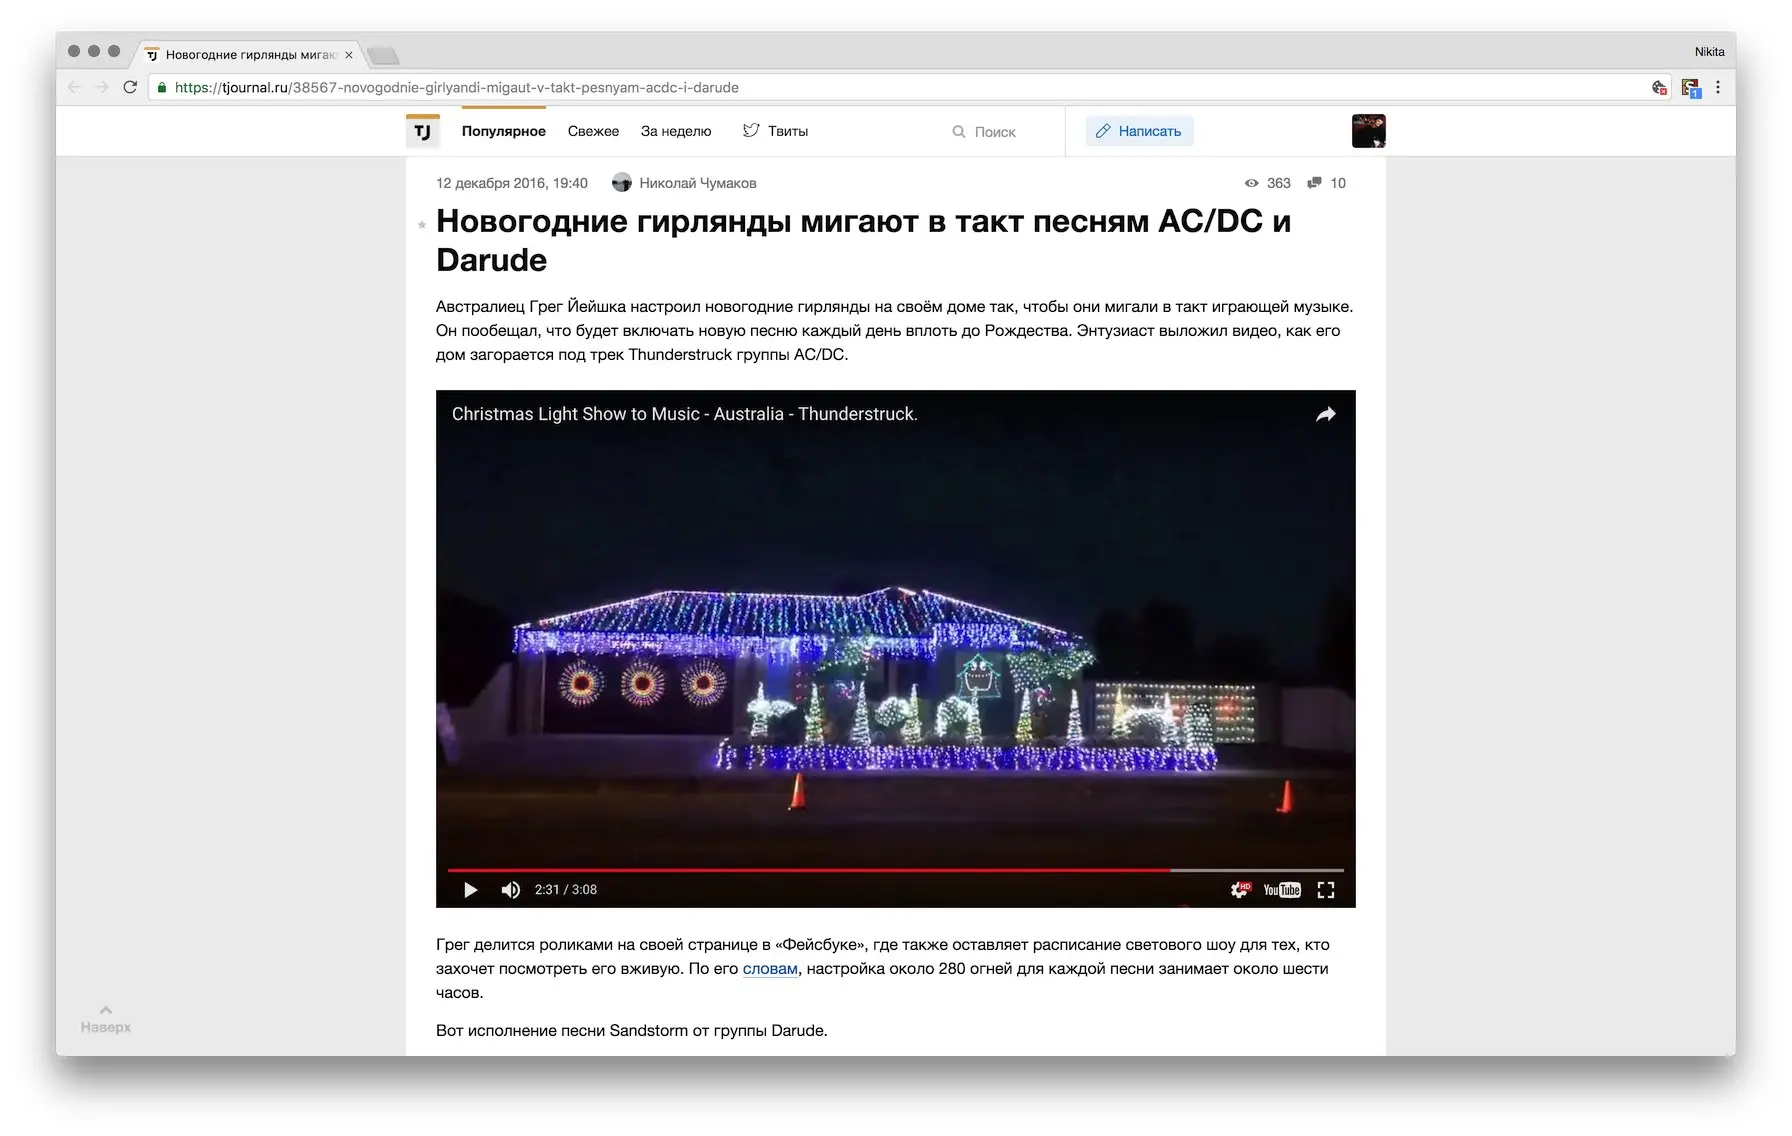 Новогодние гирлянды мигаю
Nikita
https://tjournal.ru/38567-novogodnie-girlyandi-migaut-v-takt-pesnyam-acdc-i-darude
TJ Популярное Свежее За неделю Твиты Поиск Написать
12 декабря 2016, 19:40 Николай Чумаков 363 10
Новогодние гирлянды мигают в такт песням AC/DC и
Darude
Австралиец Грег Йейшка настроил новогодние гирлянды на своём доме так, чтобы они мигали в такт играющей музыке.
Он пообещал, что будет включать новую песню каждый день вплоть до Рождества. Энтузиаст выложил видео, как его
дом загорается под трек Thunderstruck группы AC/DC.
Christmas Light Show to Music - Australia - Thunderstruck.
2:31 / 3:08 HD YouTube
Грег делится роликами на своей странице в «Фейсбуке», где также оставляет расписание светового шоу для тех, кто
захочет посмотреть его вживую. По его словам, настройка около 280 огней для каждой песни занимает около шести
часов.
Наверх
Вот исполнение песни Sandstorm от группы Darude.